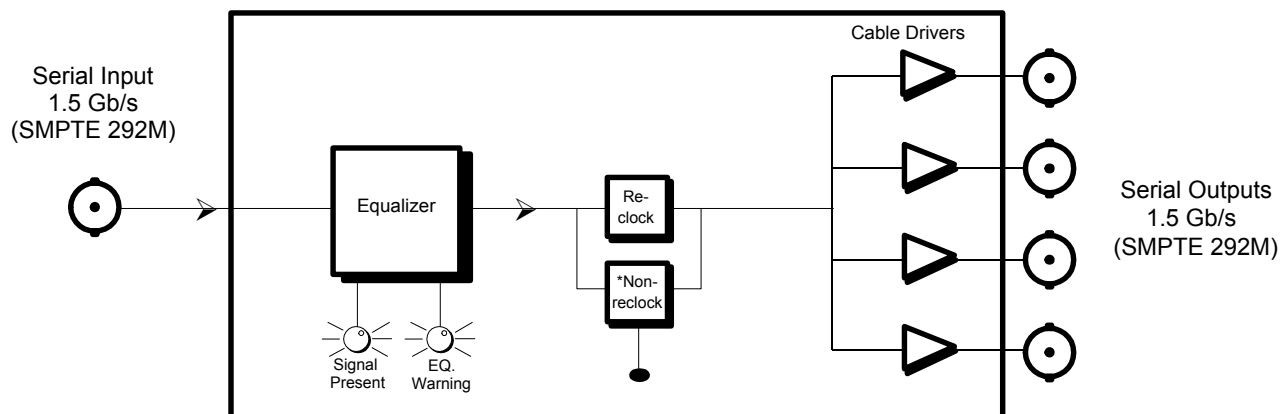 Cable Drivers
Serial Input
1.5 Gb/s
(SMPTE 292M)
Equalizer
Re-
clock
*Non-
reclock
Signal
Present
EQ.
Warning
Serial Outputs
1.5 Gb/s
(SMPTE 292M)